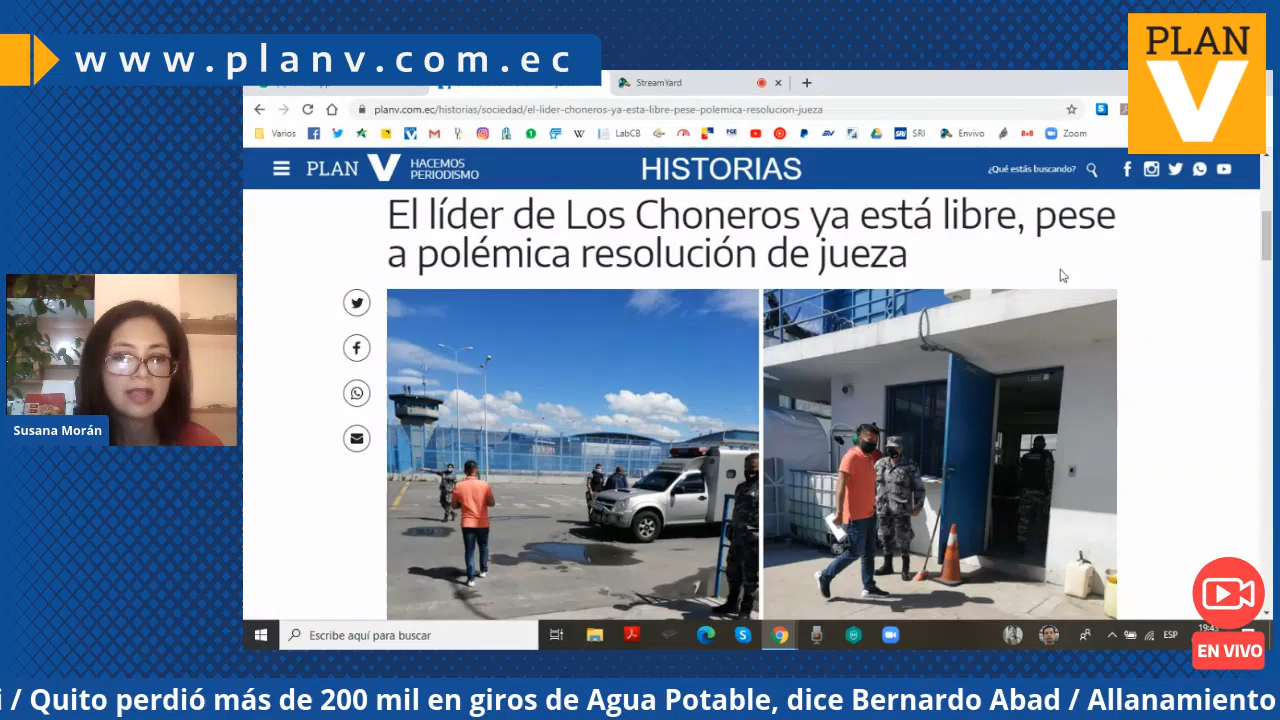 www.planv.com.ec
PLAN
V
StreamYard
planv.com.ec/historias/sociedad/el-lider-choneros-ya-esta-libre-pese-polemica-resolucion-jueza
Varios
LabCB
SRI
Envivo
Zoom
PLAN V HACEMOS
PERIODISMO
HISTORIAS
¿Qué estás buscando?
El líder de Los Choneros ya está libre, pese
a polémica resolución de jueza
Susana Morán
Escribe aquí para buscar
ESP
EN VIVO
i / Quito perdió más de 200 mil en giros de Agua Potable, dice Bernardo Abad / Allanamiento